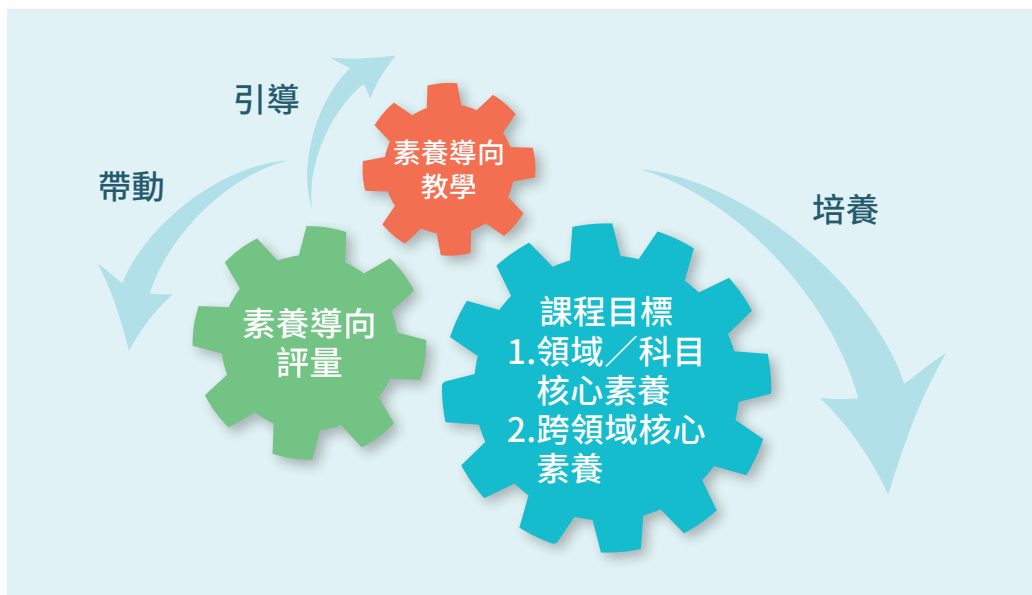 引導
帶動
素養導向
教學
培養
素養導向
評量
課程目標
1.領域／科目
核心素養
2.跨領域核心
素養